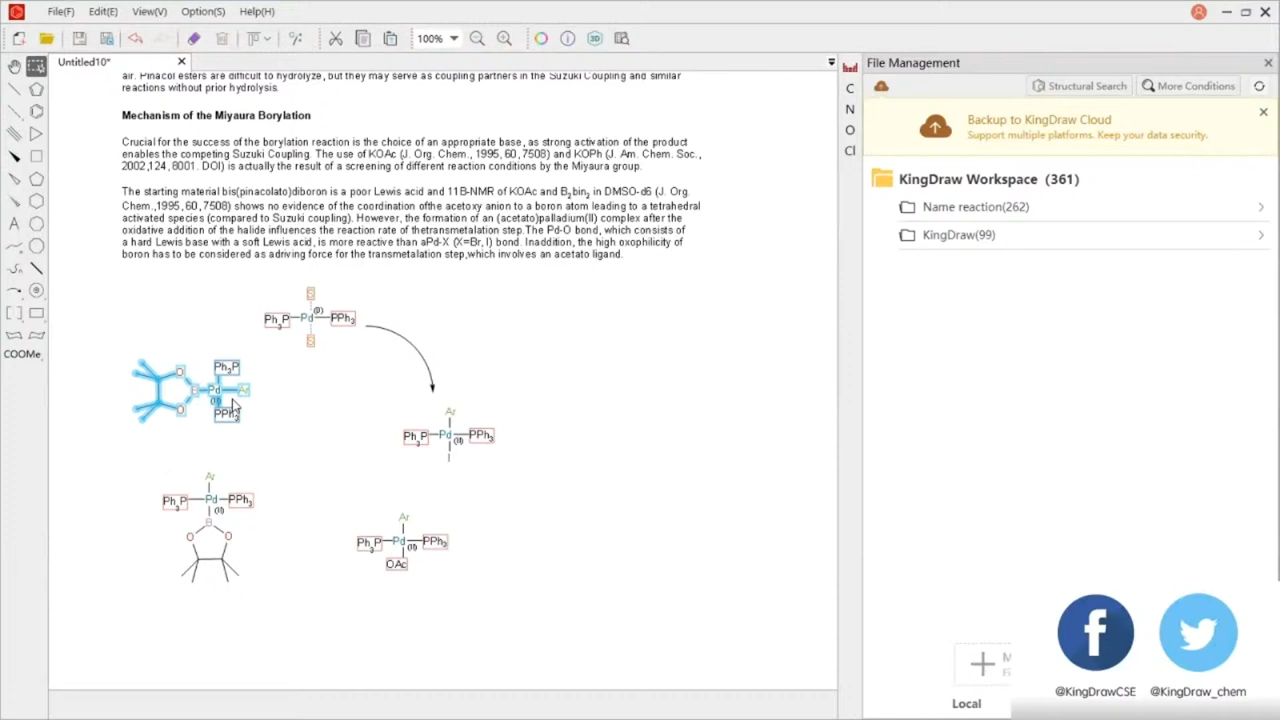 File(F) Edit(E) View(V) Option(S) Help(H)
100%
Untitled10*
File Management
Structural Search More Conditions
Backup to KingDraw Cloud
Support multiple platforms. Keep your data security.
KingDraw Workspace (361)
Name reaction(262)
KingDraw(99)
C
N
O
Cl
A
COOMe
air. Pinacol esters are difficult to hydrolyze, but they may serve as coupling partners in the Suzuki Coupling and similar
reactions without prior hydrolysis.
Mechanism of the Miyaura Borylation
Crucial for the success of the borylation reaction is the choice of an appropriate base, as strong activation of the product
enables the competing Suzuki Coupling. The use of KOAc (J. Org. Chem., 1995, 60, 7508) and KOPh (J. Am. Chem. Soc.,
2002,124, 8001. DOI) is actually the result of a screening of different reaction conditions by the Miyaura group.
The starting material bis(pinacolato)diboron is a poor Lewis acid and 11B-NMR of KOAc and B2bin2 in DMSO-d6 (J. Org.
Chem.,1995, 60, 7508) shows no evidence of the coordination ofthe acetoxy anion to a boron atom leading to a tetrahedral
activated species (compared to Suzuki coupling). However, the formation of an (acetato)palladium(II) complex after the
oxidative addition of the halide influences the reaction rate of thetransmetalation step.The Pd-O bond, which consists of
a hard Lewis base with a soft Lewis acid, is more reactive than aPd-X (X=Br, I) bond. Inaddition, the high oxophilicity of
boron has to be considered as adriving force for the transmetalation step,which involves an acetato ligand.
S
(0)
Ph3P Pd PPh3
S
Ph3P
O
B Pd Ar
(II)
O
PPh3
Ar
Ph3P Pd PPh3
(II)
I
Ar
Ph3P Pd PPh3
(II)
B
O O
Ar
Ph3P Pd PPh3
(II)
OAc
Local
@KingDrawCSE @KingDraw_chem